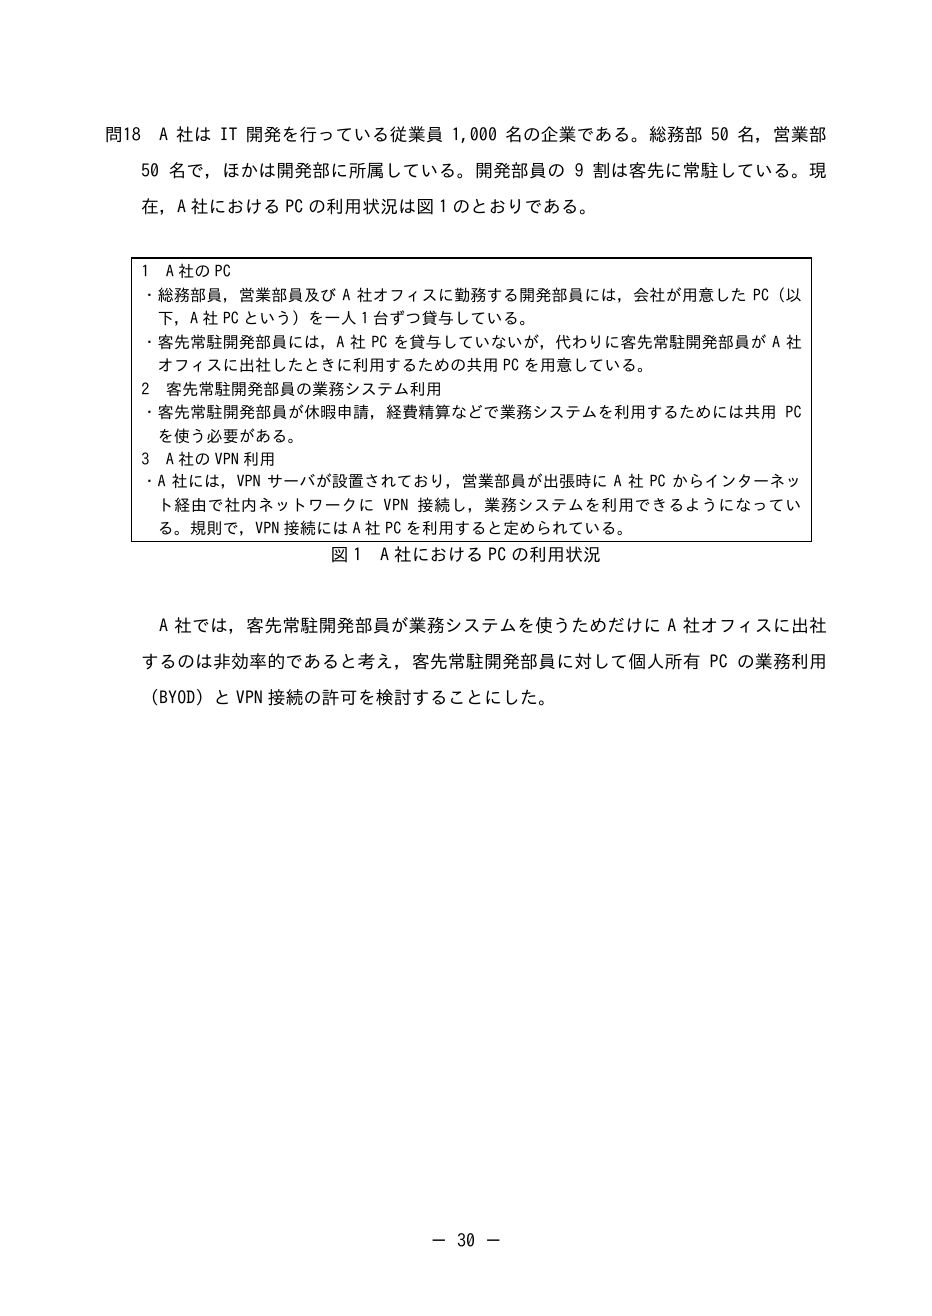 問18　A 社は IT 開発を行っている従業員 1,000 名の企業である。総務部 50 名，営業部
50 名で，ほかは開発部に所属している。開発部員の 9 割は客先に常駐している。現
在，A 社における PC の利用状況は図 1 のとおりである。
1　A 社の PC
・総務部員，営業部員及び A 社オフィスに勤務する開発部員には，会社が用意した PC（以
下，A 社 PC という）を一人 1 台ずつ貸与している。
・客先常駐開発部員には，A 社 PC を貸与していないが，代わりに客先常駐開発部員が A 社
オフィスに出社したときに利用するための共用 PC を用意している。
2　客先常駐開発部員の業務システム利用
・客先常駐開発部員が休暇申請，経費精算などで業務システムを利用するためには共用 PC
を使う必要がある。
3　A 社の VPN 利用
・A 社には，VPN サーバが設置されており，営業部員が出張時に A 社 PC からインターネッ
ト経由で社内ネットワークに VPN 接続し，業務システムを利用できるようになってい
る。規則で，VPN 接続には A 社 PC を利用すると定められている。
図 1　A 社における PC の利用状況
A 社では，客先常駐開発部員が業務システムを使うためだけに A 社オフィスに出社
するのは非効率的であると考え，客先常駐開発部員に対して個人所有 PC の業務利用
（BYOD）と VPN 接続の許可を検討することにした。
－ 30 －